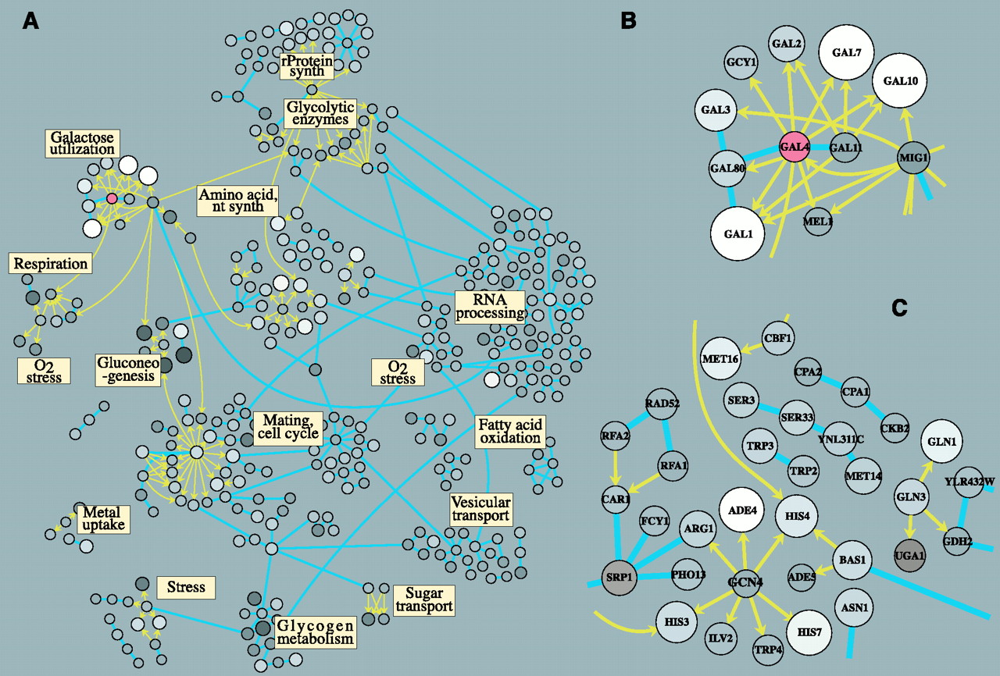 A
rProtein
synth
Glycolytic
enzymes
Galactose
utilization
Amino acid,
nt synth
Respiration
RNA
processing
O2
stress
Gluconeo
-genesis
O2
stress
Mating,
cell cycle
Fatty acid
oxidation
Metal
uptake
Vesicular
transport
Stress
Sugar
transport
Glycogen
metabolism
B
GAL2
GAL7
GCY1
GAL10
GAL3
GAL4
GAL11
MIG1
GAL80
MEL1
GAL1
C
CBF1
MET16
CPA2
CPA1
SER3
RAD52
SER33
CKB2
RFA2
YNL311C
GLN1
TRP3
RFA1
TRP2
MET14
YLR432W
CAR1
GLN3
ADE4
FCY1
HIS4
ARG1
GDH2
UGA1
BAS1
SRP1
PHO13
GCN4
ADE5
ASN1
HIS3
HIS7
ILV2
TRP4